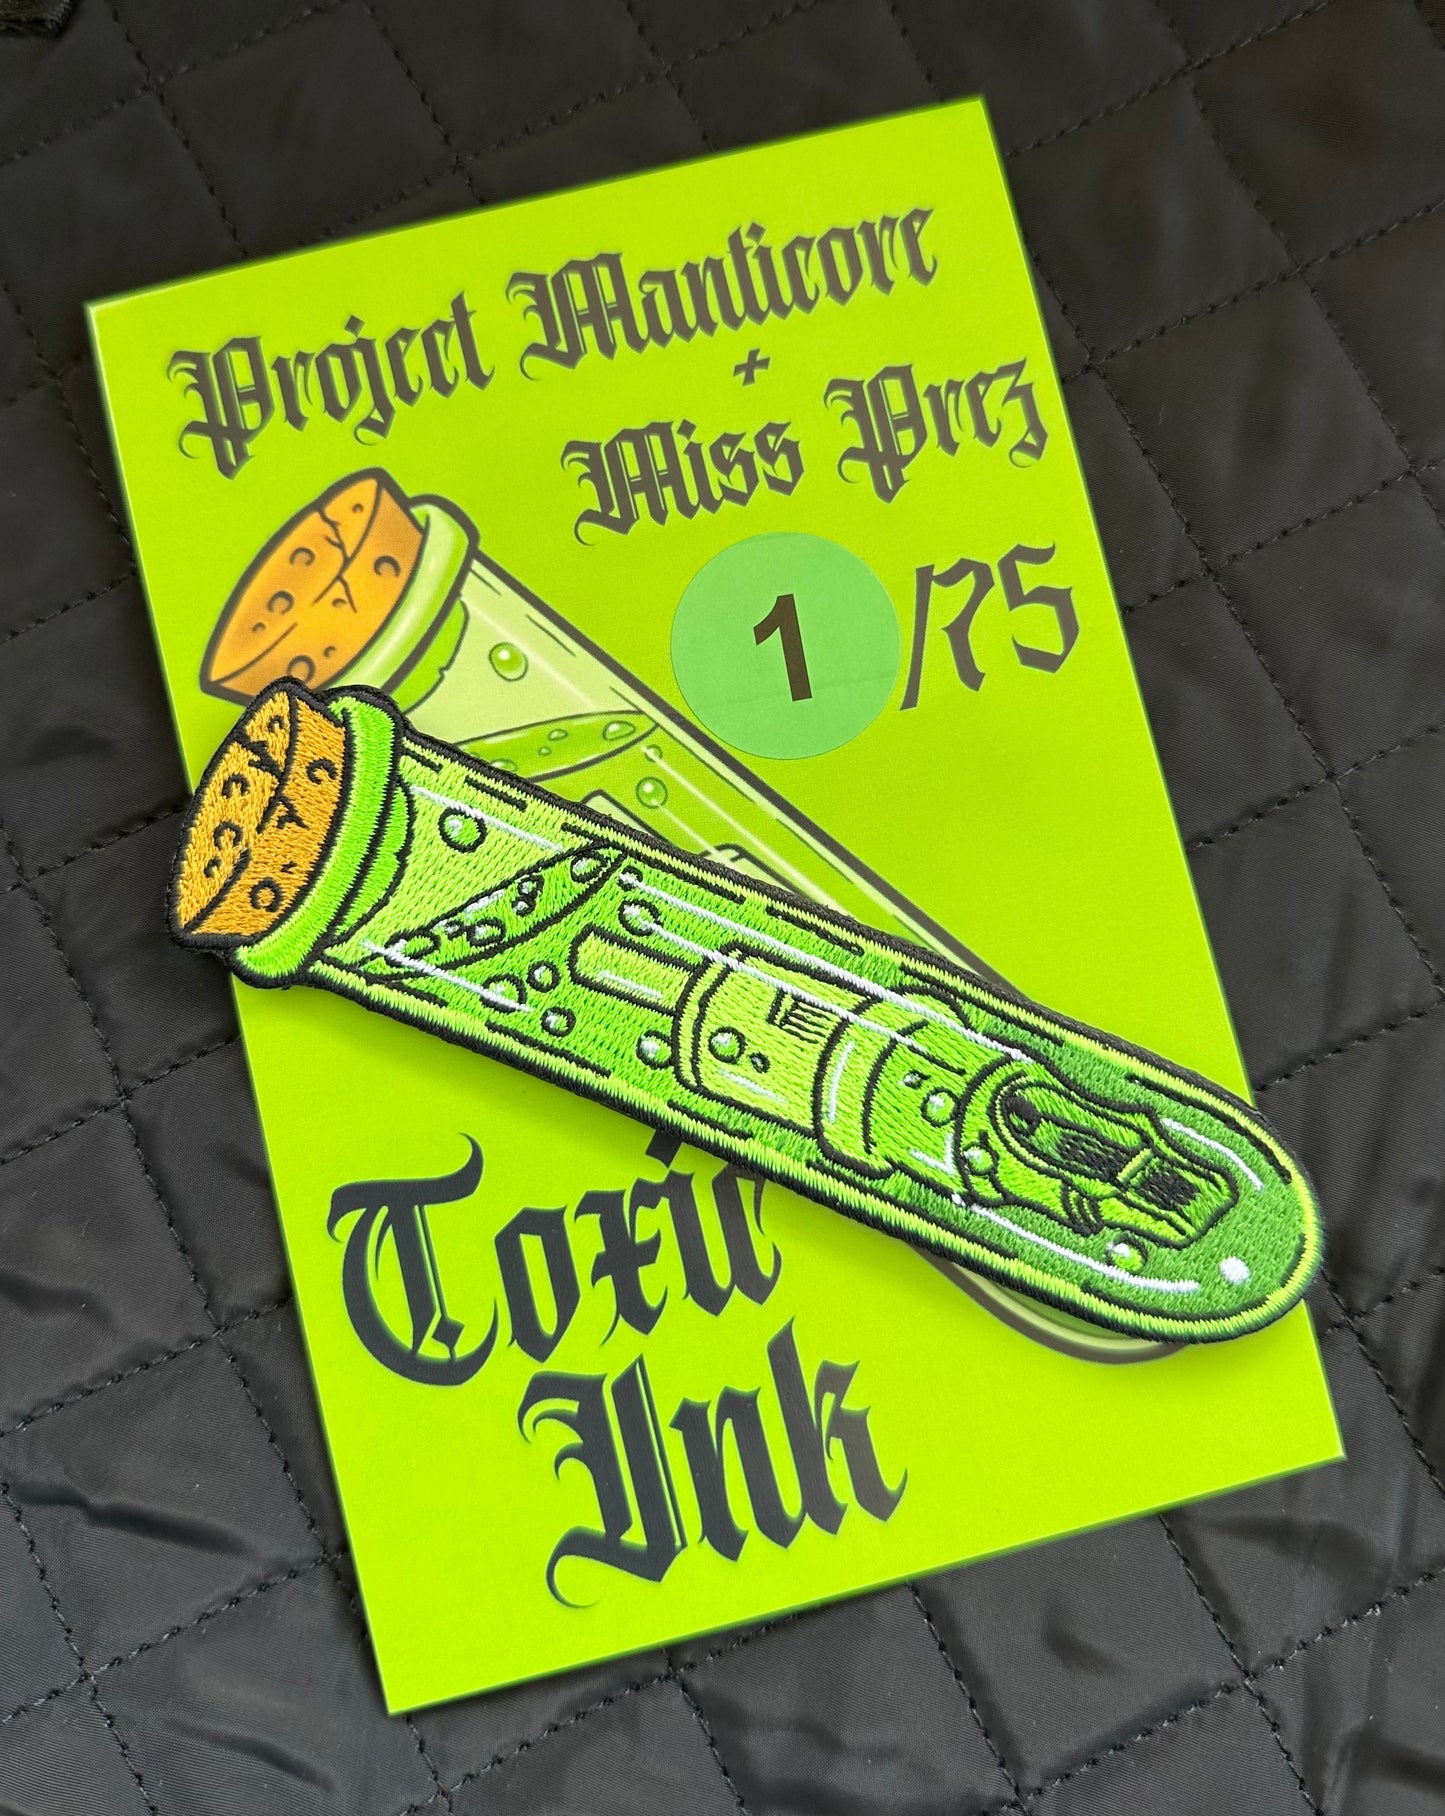 Project Manticore
+
Miss Prez
1/75
Toxic
Ink